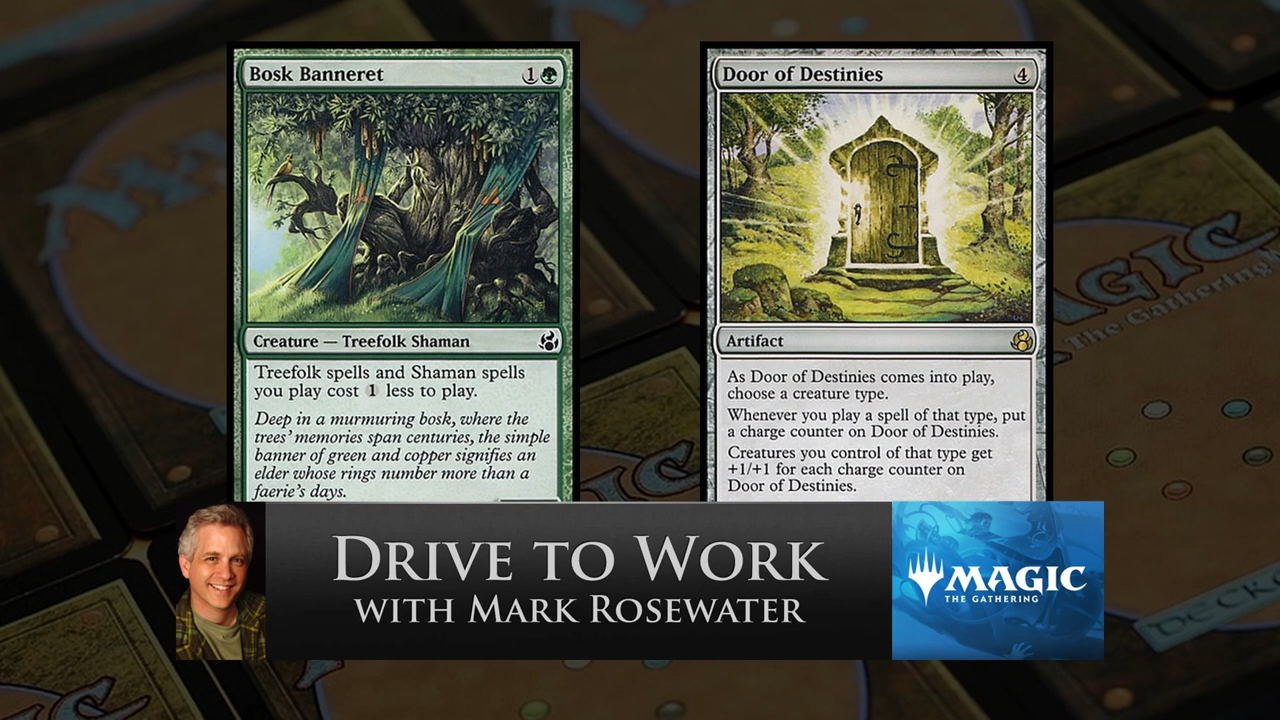 Bosk Banneret 1
Creature — Treefolk Shaman
Treefolk spells and Shaman spells
you play cost 1 less to play.
Deep in a murmuring bosk, where the
trees' memories span centuries, the simple
banner of green and copper signifies an
elder whose rings number more than a
faerie's days.
Door of Destinies 4
Artifact
As Door of Destinies comes into play,
choose a creature type.
Whenever you play a spell of that type, put
a charge counter on Door of Destinies.
Creatures you control of that type get
+1/+1 for each charge counter on
Door of Destinies.
DRIVE TO WORK
WITH MARK ROSEWATER
MAGIC
THE GATHERING
MAGIC
The Gathering
DECKM